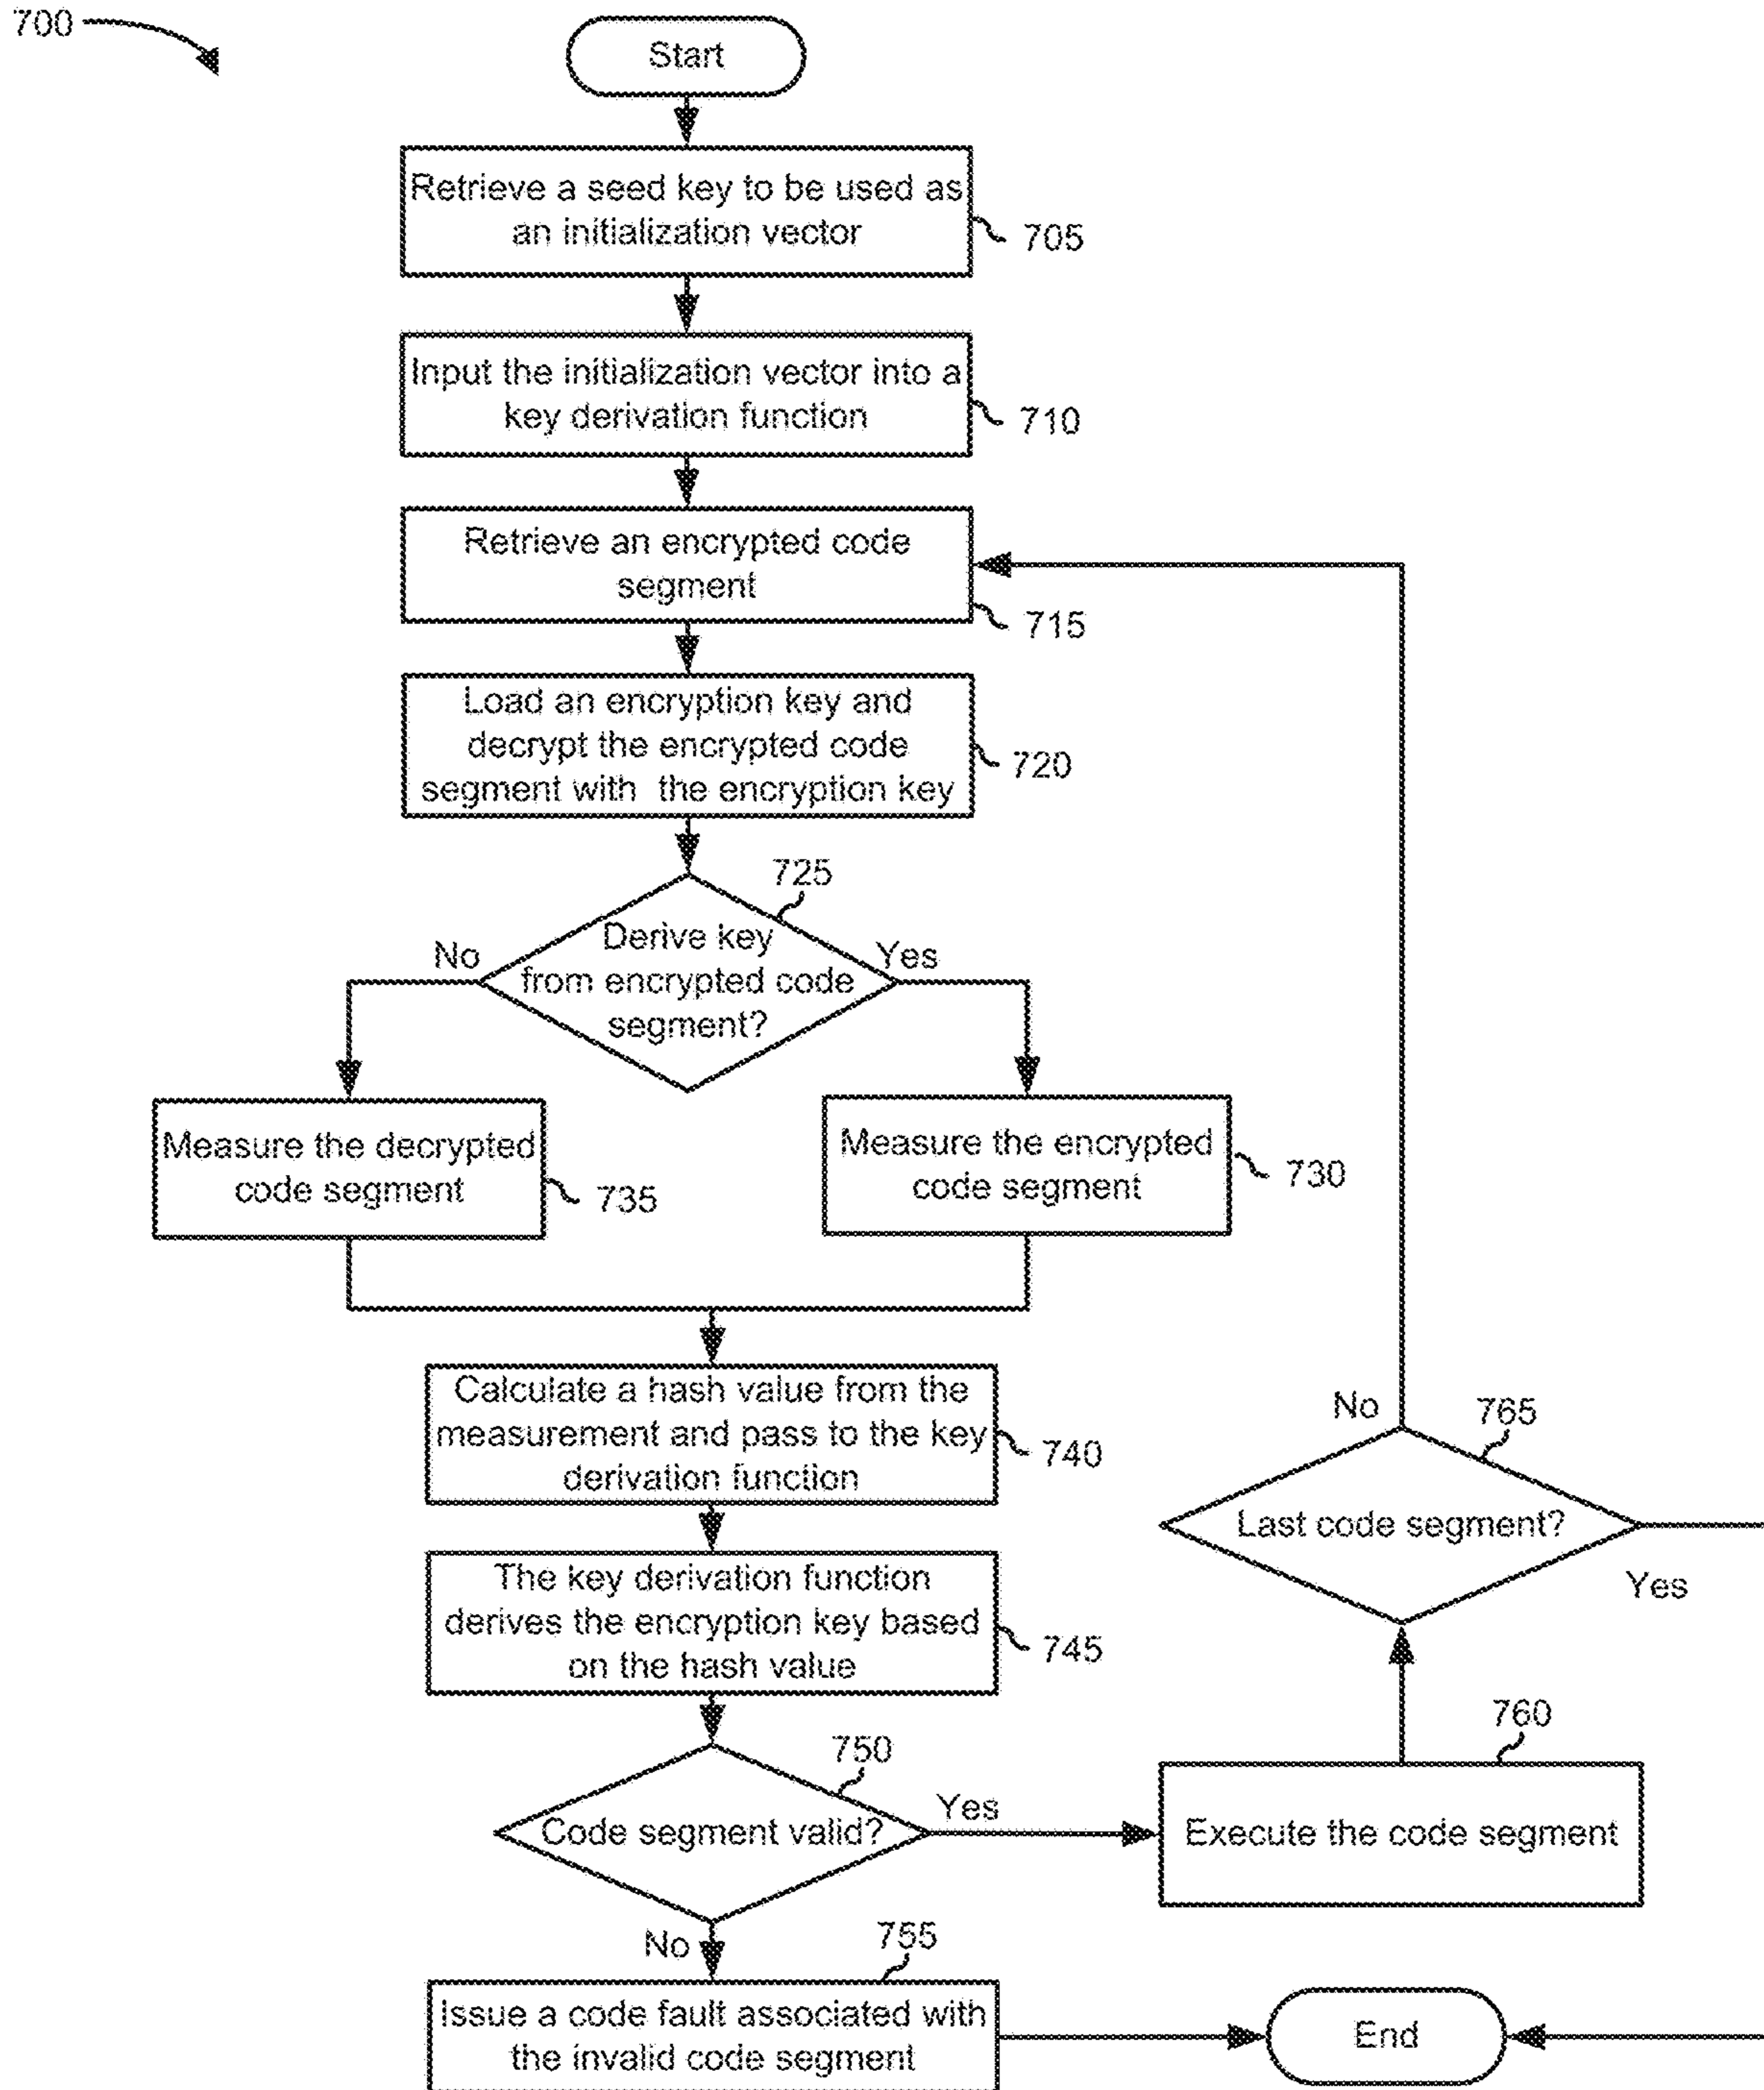 700
Start
Retrieve a seed key to be used as
an initialization vector
705
Input the initialization vector into a
key derivation function
710
Retrieve an encrypted code
segment
715
Load an encryption key and
decrypt the encrypted code
segment with the encryption key
720
725
Derive key
from encrypted code
segment?
No
Yes
Measure the decrypted
code segment
735
Measure the encrypted
code segment
730
Calculate a hash value from the
measurement and pass to the key
derivation function
740
The key derivation function
derives the encryption key based
on the hash value
745
750
Code segment valid?
Yes
No
755
Issue a code fault associated with
the invalid code segment
760
Execute the code segment
765
Last code segment?
No
Yes
End